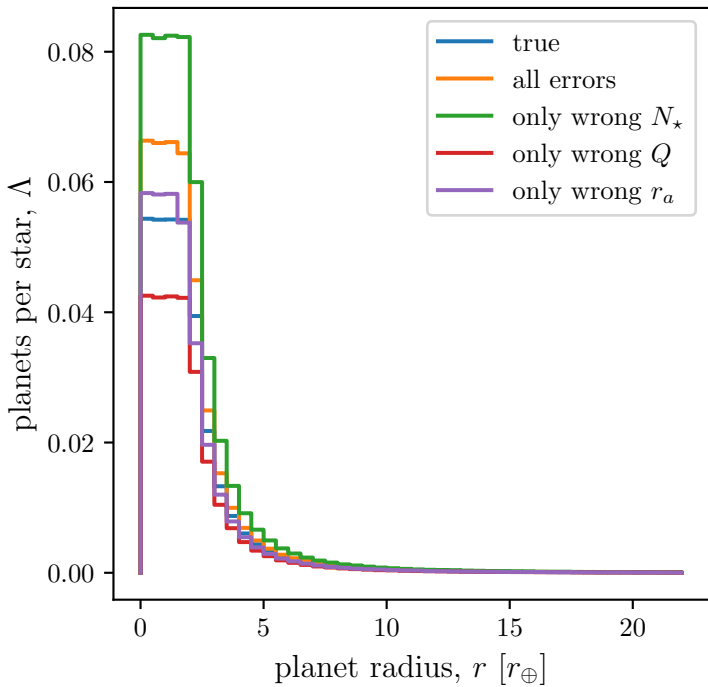 true
all errors
only wrong N⋆
only wrong Q
only wrong rₐ
planets per star, Λ
0.08
0.06
0.04
0.02
0.00
0 5 10 15 20
planet radius, r [r⊕]